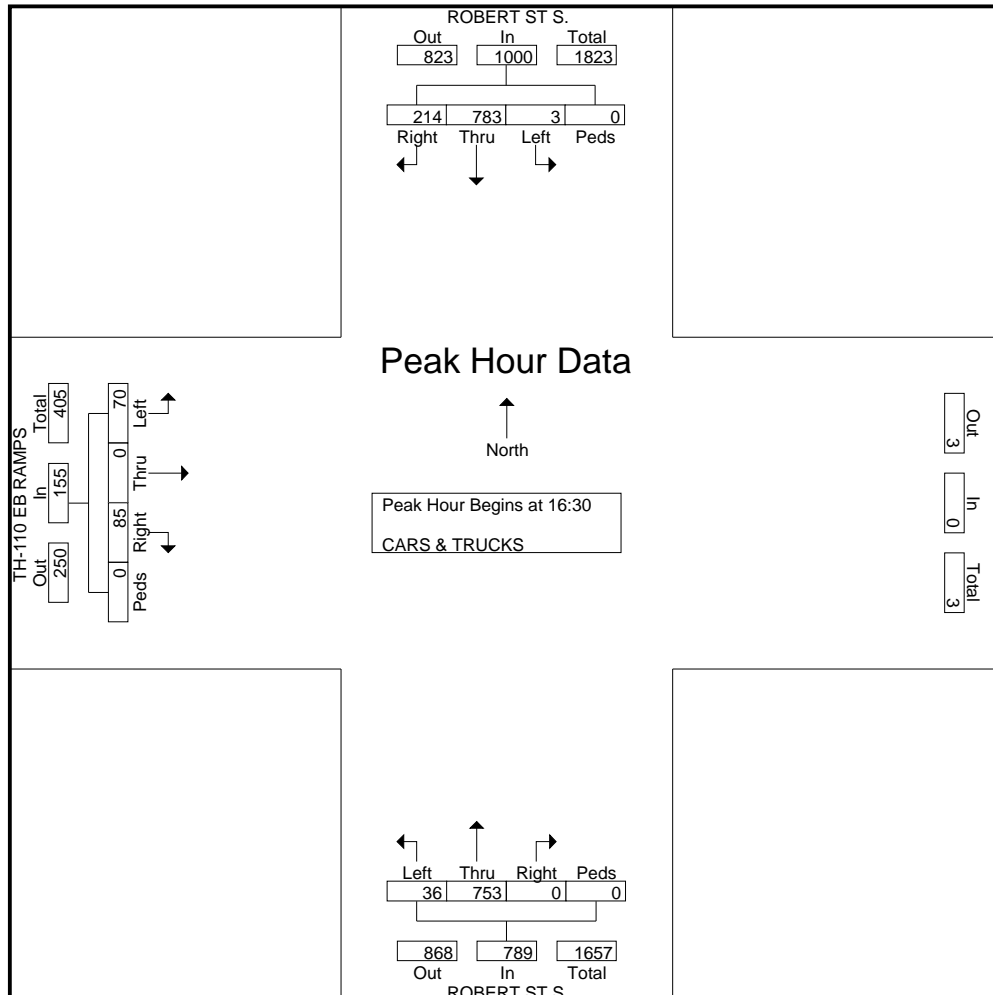 ROBERT ST S.
Out In Total
823 1000 1823
214 783 3 0
Right Thru Left Peds
Peak Hour Data
North
Peak Hour Begins at 16:30
CARS & TRUCKS
TH-110 EB RAMPS
Out In Total
250 155 405
0 85 0 70
Peds Right Thru Left
Out In Total
3 0 3
Left Thru Right Peds
36 753 0 0
868 789 1657
Out In Total
ROBERT ST S.